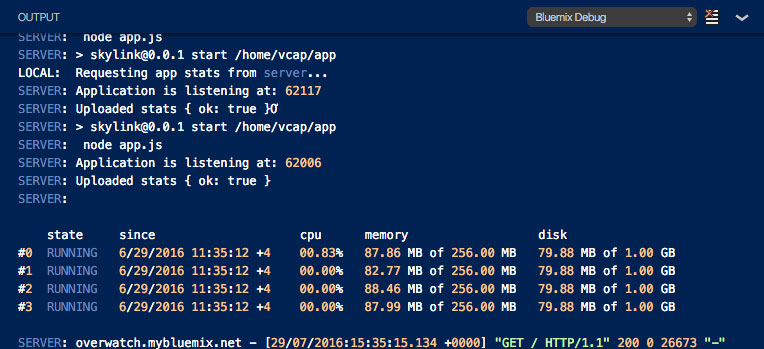 OUTPUT
Bluemix Debug
SERVER:  node app.js
SERVER: > skylink@0.0.1 start /home/vcap/app
LOCAL:  Requesting app stats from server...
SERVER: Application is listening at: 62117
SERVER: Uploaded stats { ok: true }
SERVER: > skylink@0.0.1 start /home/vcap/app
SERVER:  node app.js
SERVER: Application is listening at: 62006
SERVER: Uploaded stats { ok: true }
SERVER:
state since cpu memory disk
#0 RUNNING 6/29/2016 11:35:12 +4 00.83% 87.86 MB of 256.00 MB 79.88 MB of 1.00 GB
#1 RUNNING 6/29/2016 11:35:12 +4 00.00% 82.77 MB of 256.00 MB 79.88 MB of 1.00 GB
#2 RUNNING 6/29/2016 11:35:12 +4 00.00% 88.46 MB of 256.00 MB 79.88 MB of 1.00 GB
#3 RUNNING 6/29/2016 11:35:12 +4 00.00% 87.99 MB of 256.00 MB 79.88 MB of 1.00 GB
SERVER: overwatch.mybluemix.net - [29/07/2016:15:35:15.134 +0000] "GET / HTTP/1.1" 200 0 26673 "-"